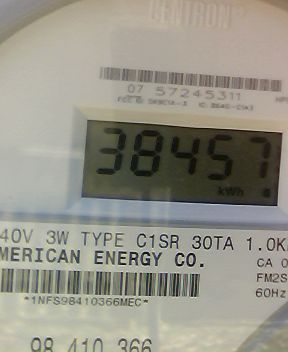 CENTRON®
07 57245311
38457
kWh
40V 3W TYPE C1SR 30TA 1.0K
MERICAN ENERGY CO. CA 0
FM2S
60Hz
*1NFS98410366MEC*
98 410 366